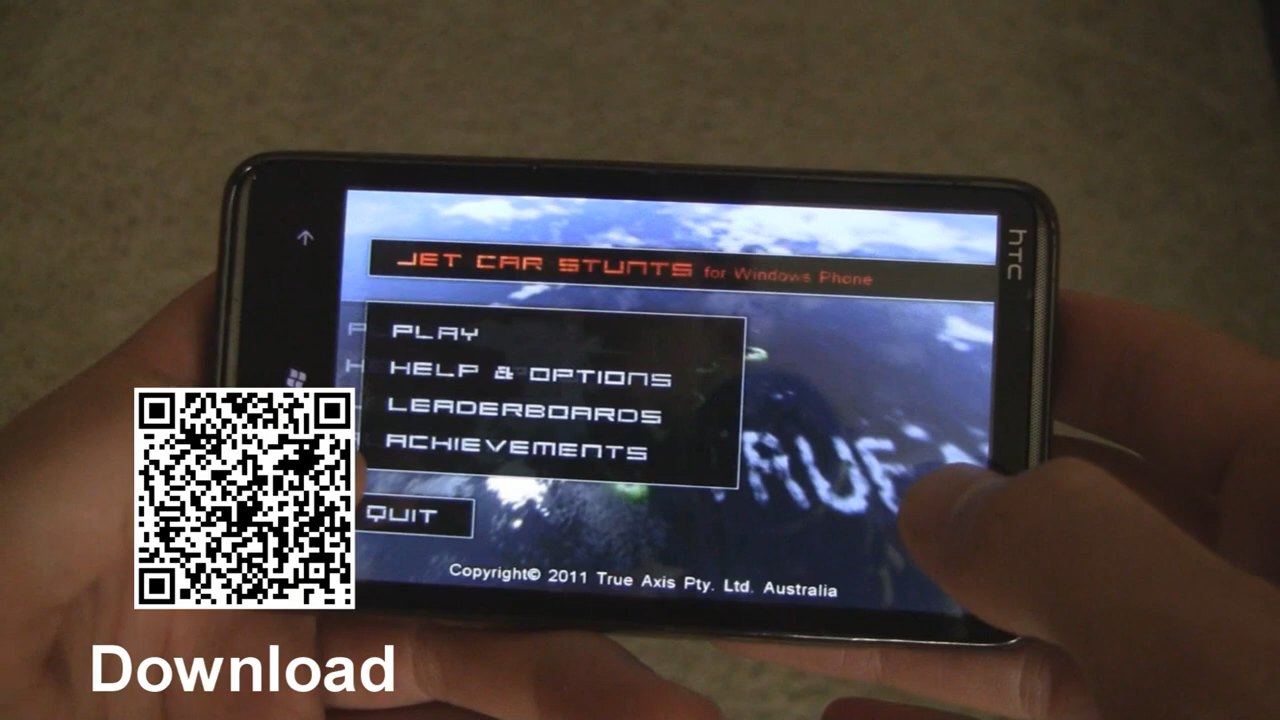 JET CAR STUNTS for Windows Phone
PLAY
HELP & OPTIONS
LEADERBOARDS
ACHIEVEMENTS
QUIT
TRUE
Copyright© 2011 True Axis Pty. Ltd. Australia
hTC
Download